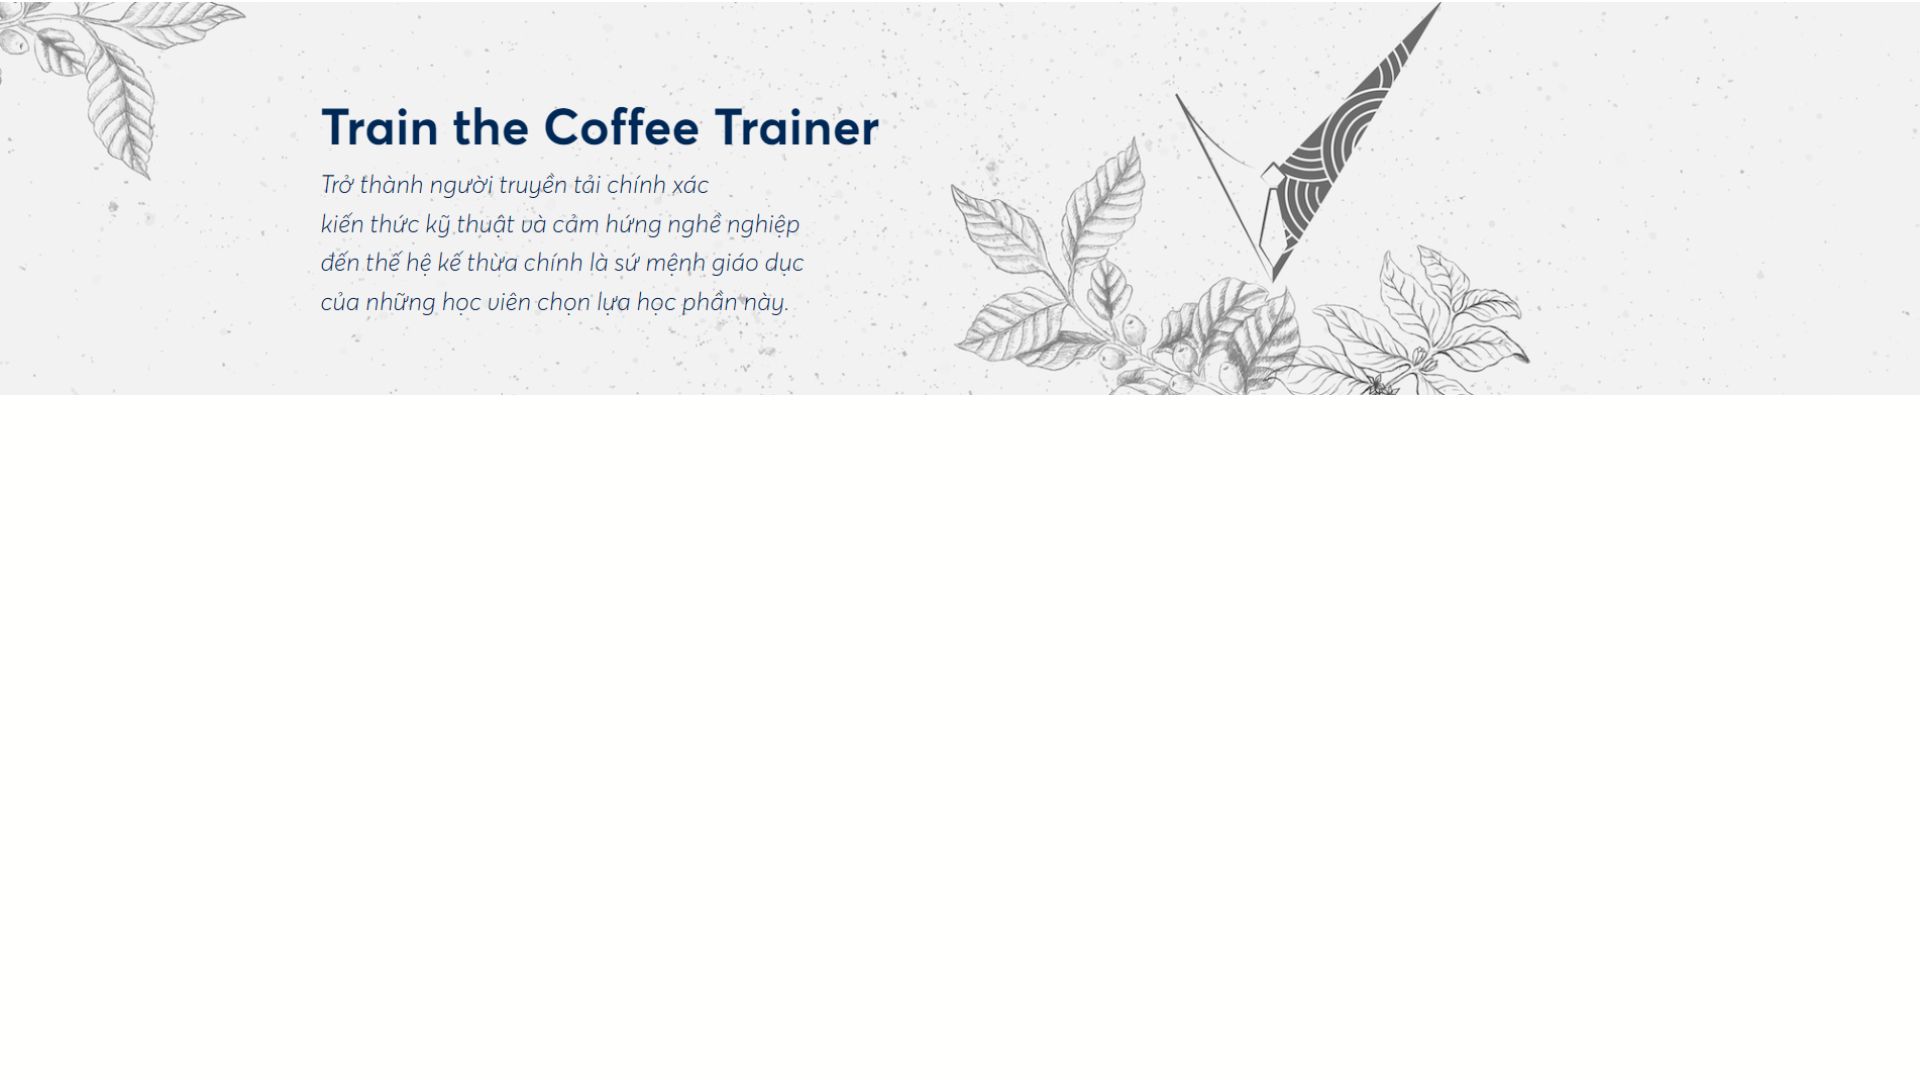 Train the Coffee Trainer
Trở thành người truyền tải chính xác
kiến thức kỹ thuật và cảm hứng nghề nghiệp
đến thế hệ kế thừa chính là sứ mệnh giáo dục
của những học viên chọn lựa học phần này.